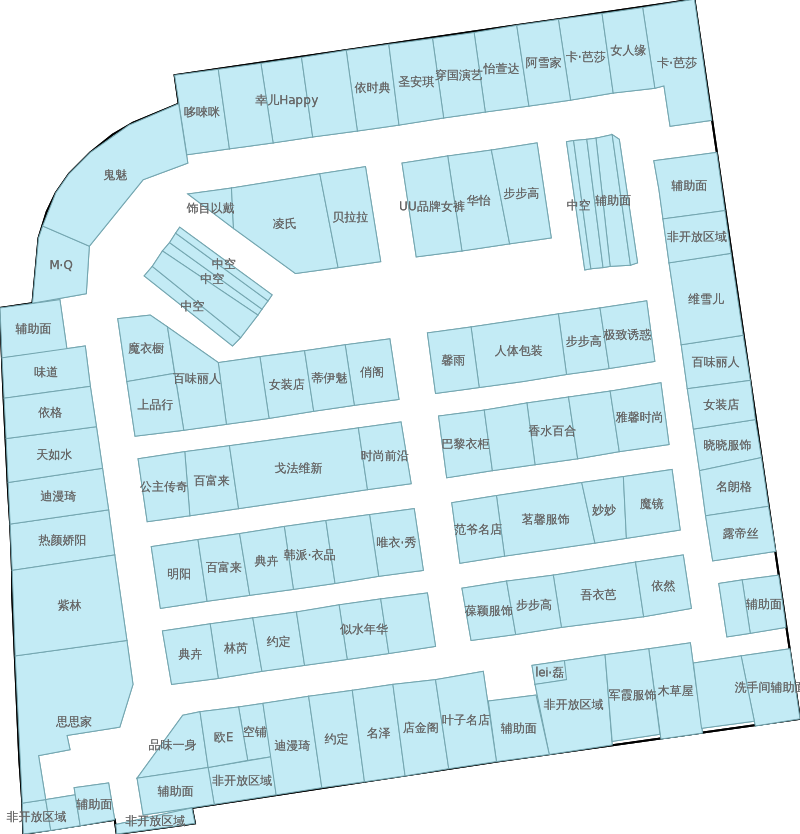 卡·芭莎
女人缘
卡·芭莎
阿雪家
怡萱达
穿国演艺
圣安琪
依时典
幸儿Happy
哆唻咪
鬼魅
M·Q
饰目以戴
凌氏
贝拉拉
UU品牌女裤
华怡
步步高
中空
辅助面
辅助面
非开放区域
维雪儿
百味丽人
女装店
晓晓服饰
名朗格
露帝丝
辅助面
中空
中空
中空
辅助面
味道
依格
天如水
迪漫琦
热颜娇阳
紫林
思思家
非开放区域
辅助面
非开放区域
魔衣橱
上品行
百味丽人
女装店
蒂伊魅
俏阁
馨雨
人体包装
步步高
极致诱惑
公主传奇
百富来
戈法维新
时尚前沿
巴黎衣柜
香水百合
雅馨时尚
明阳
百富来
典卉
韩派·衣品
唯衣·秀
范爷名店
茗馨服饰
妙妙
魔镜
典卉
林芮
约定
似水年华
葆颖服饰
步步高
吾衣芭
依然
品味一身
欧E
空铺
辅助面
非开放区域
迪漫琦
约定
名泽
店金阁
叶子名店
辅助面
lei·磊
非开放区域
军霞服饰
木草屋
洗手间辅助面